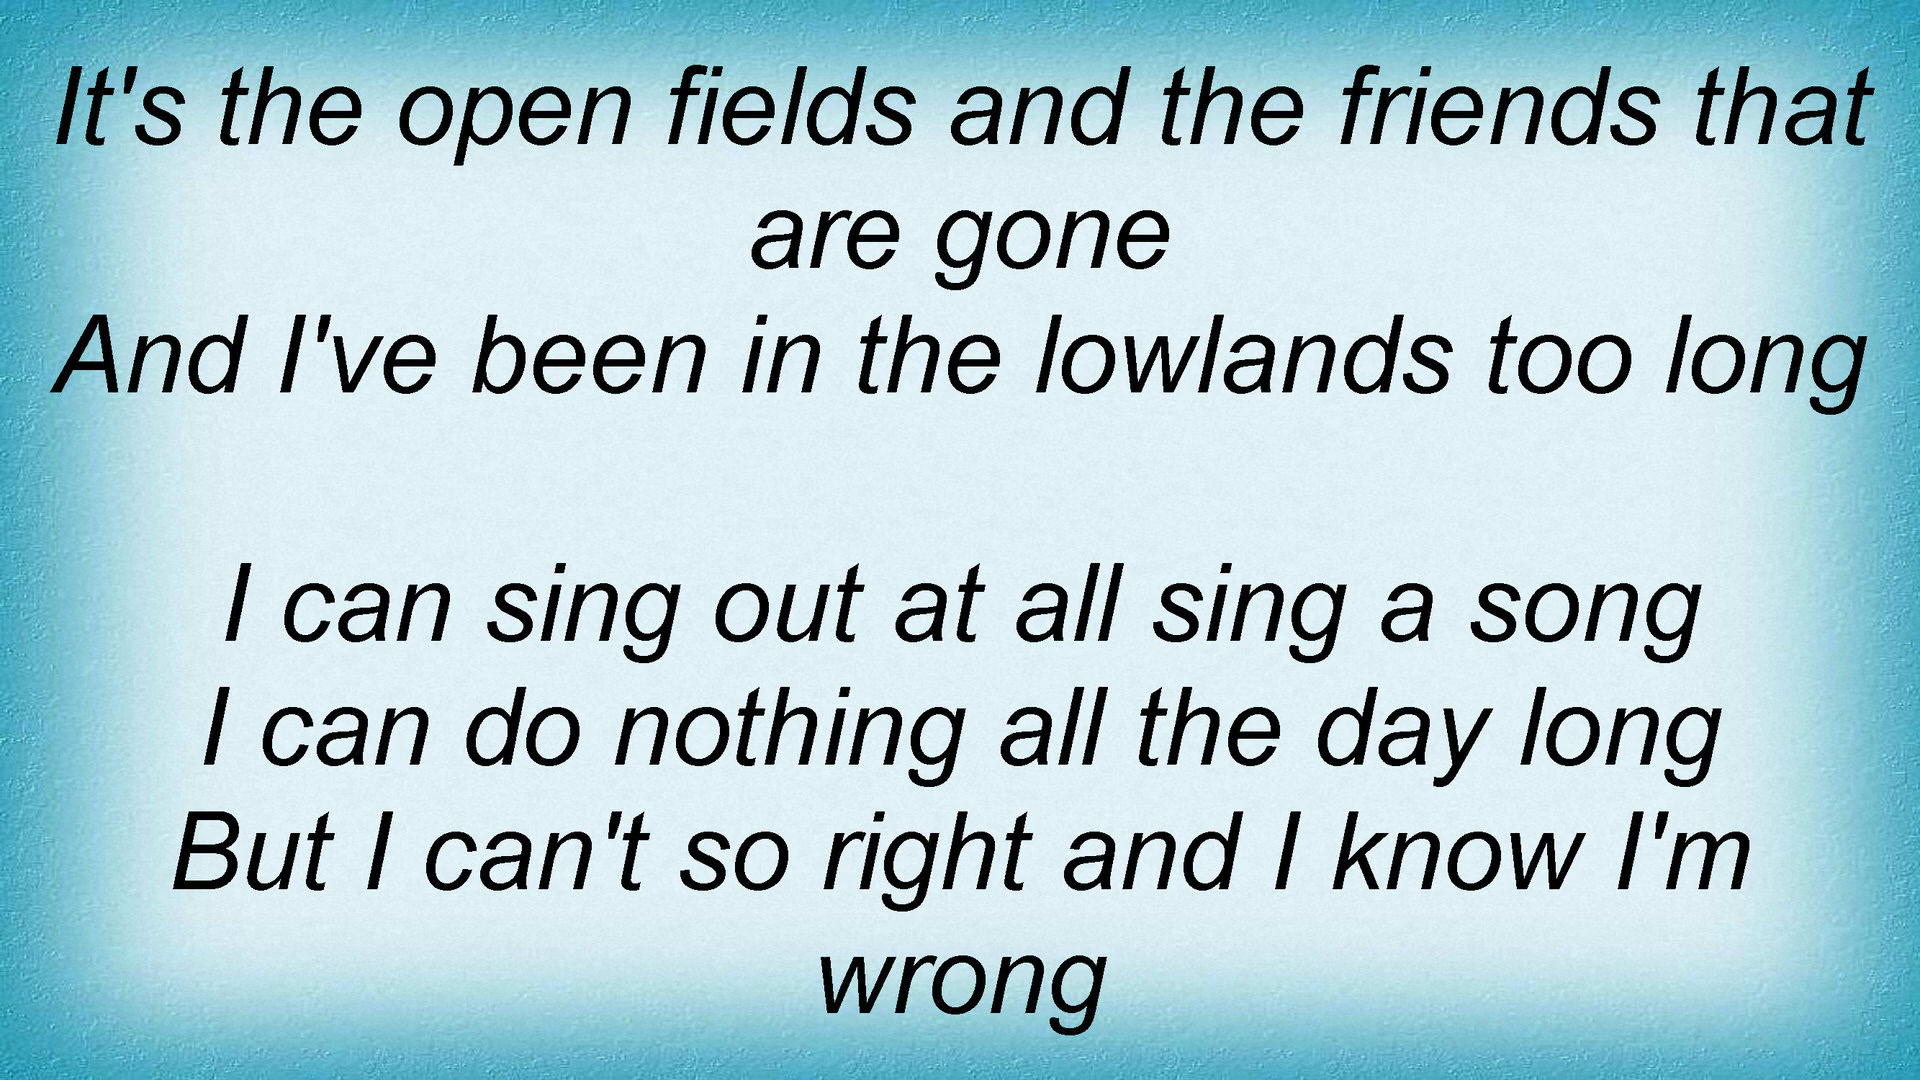 It's the open fields and the friends that
are gone
And I've been in the lowlands too long
I can sing out at all sing a song
I can do nothing all the day long
But I can't so right and I know I'm
wrong